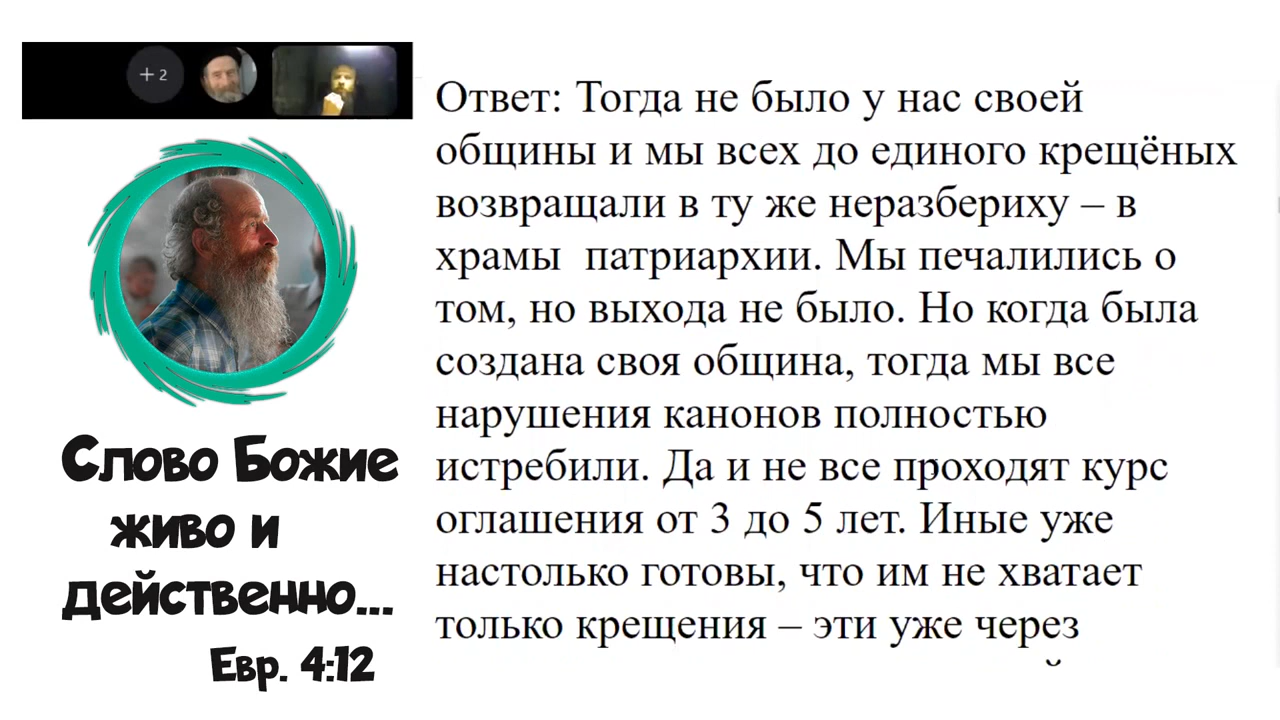 +2
Слово Божие
живо и
действенно...
Евр. 4:12
Ответ: Тогда не было у нас своей
общины и мы всех до единого крещёных
возвращали в ту же неразбериху – в
храмы  патриархии. Мы печалились о
том, но выхода не было. Но когда была
создана своя община, тогда мы все
нарушения канонов полностью
истребили. Да и не все проходят курс
оглашения от 3 до 5 лет. Иные уже
настолько готовы, что им не хватает
только крещения – эти уже через